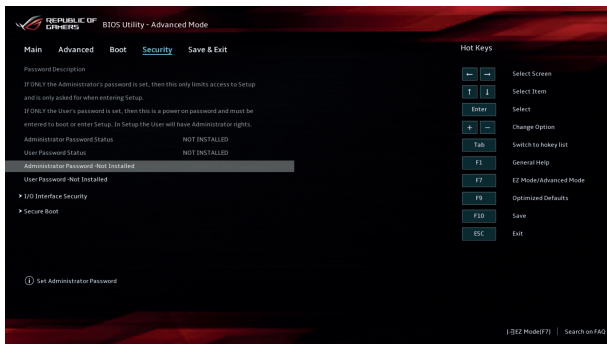 REPUBLIC OF
GAMERS
BIOS Utility - Advanced Mode
Main Advanced Boot Security Save & Exit
Password Description
If ONLY the Administrator's password is set, then this only limits access to Setup
and is only asked for when entering Setup.
If ONLY the User's password is set, then this is a power on password and must be
entered to boot or enter Setup. In Setup the User will have Administrator rights.
Administrator Password Status NOT INSTALLED
User Password Status NOT INSTALLED
Administrator Password -Not Installed
User Password -Not Installed
I/O Interface Security
Secure Boot
Set Administrator Password
Hot Keys
← → Select Screen
↑ ↓ Select Item
Enter Select
+ − Change Option
Tab Switch to hokey list
F1 General Help
F7 EZ Mode/Advanced Mode
F9 Optimized Defaults
F10 Save
ESC Exit
EZ Mode(F7) | Search on FAQ